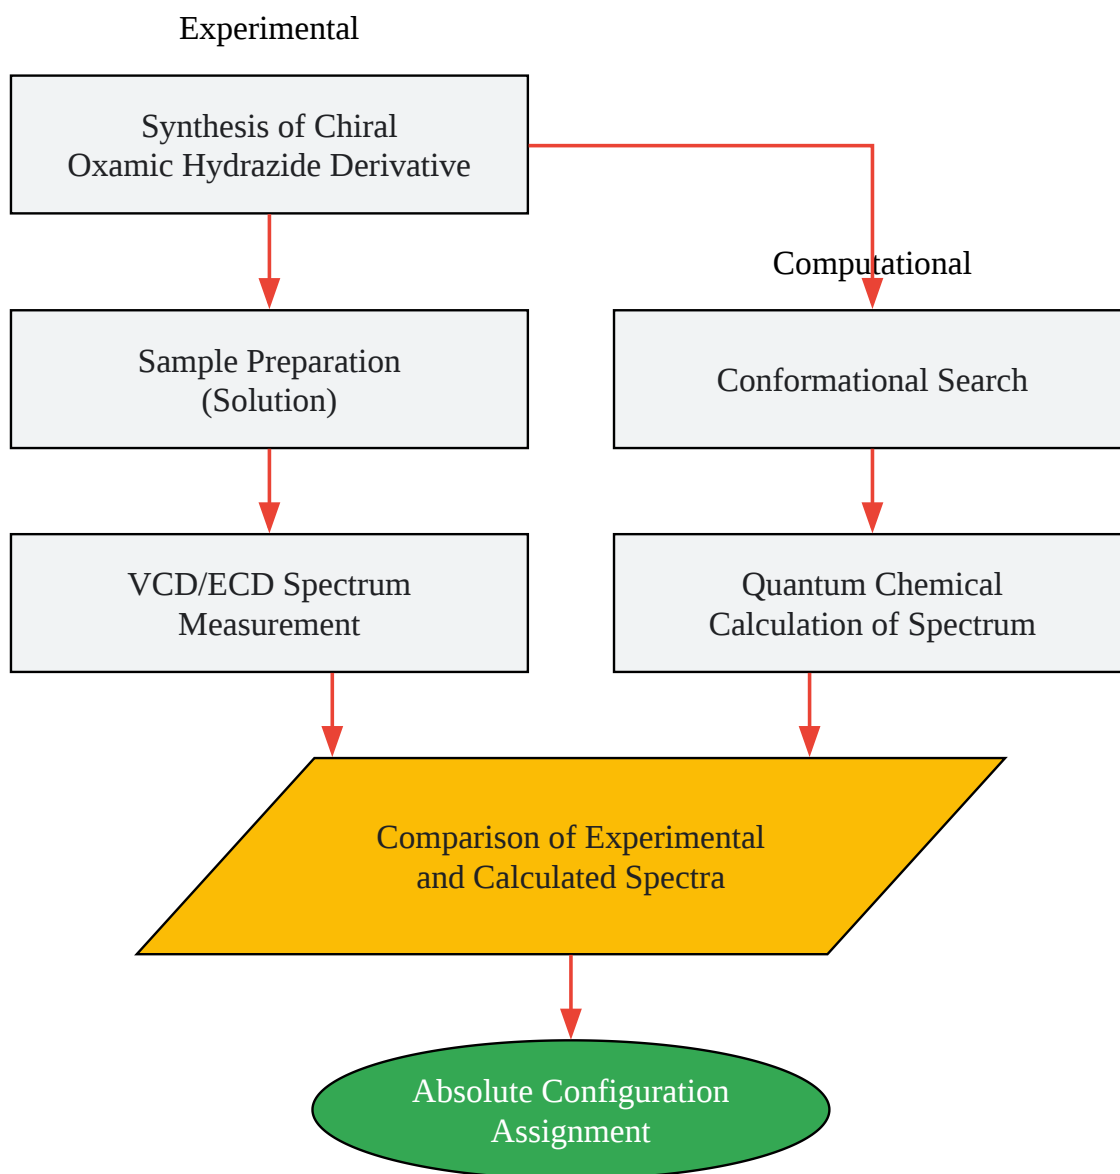 Experimental
Synthesis of Chiral
Oxamic Hydrazide Derivative
Computational
Sample Preparation
(Solution)
Conformational Search
VCD/ECD Spectrum
Measurement
Quantum Chemical
Calculation of Spectrum
Comparison of Experimental
and Calculated Spectra
Absolute Configuration
Assignment